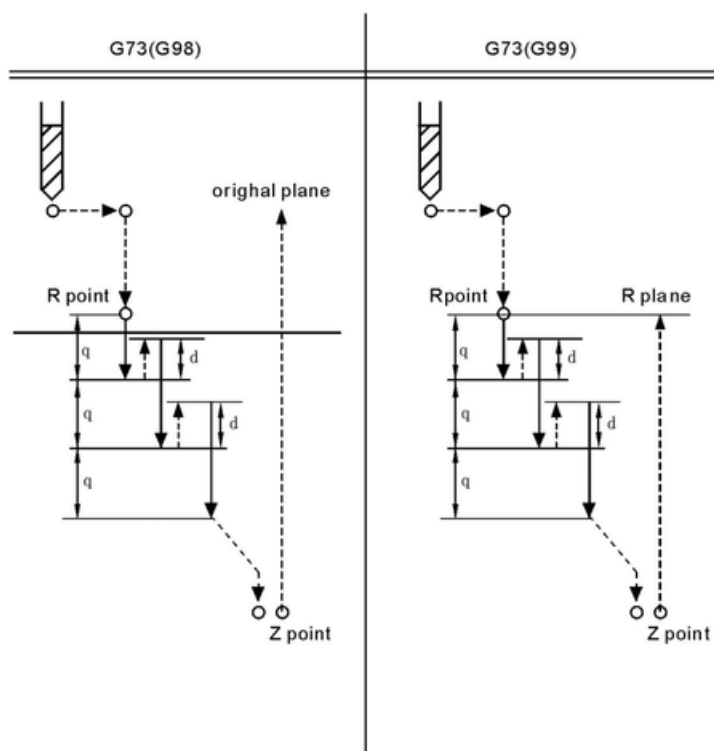 G73(G98)
G73(G99)
orighal plane
R point
q
d
q
d
q
Z point
Rpoint
R plane
q
d
q
d
q
Z point